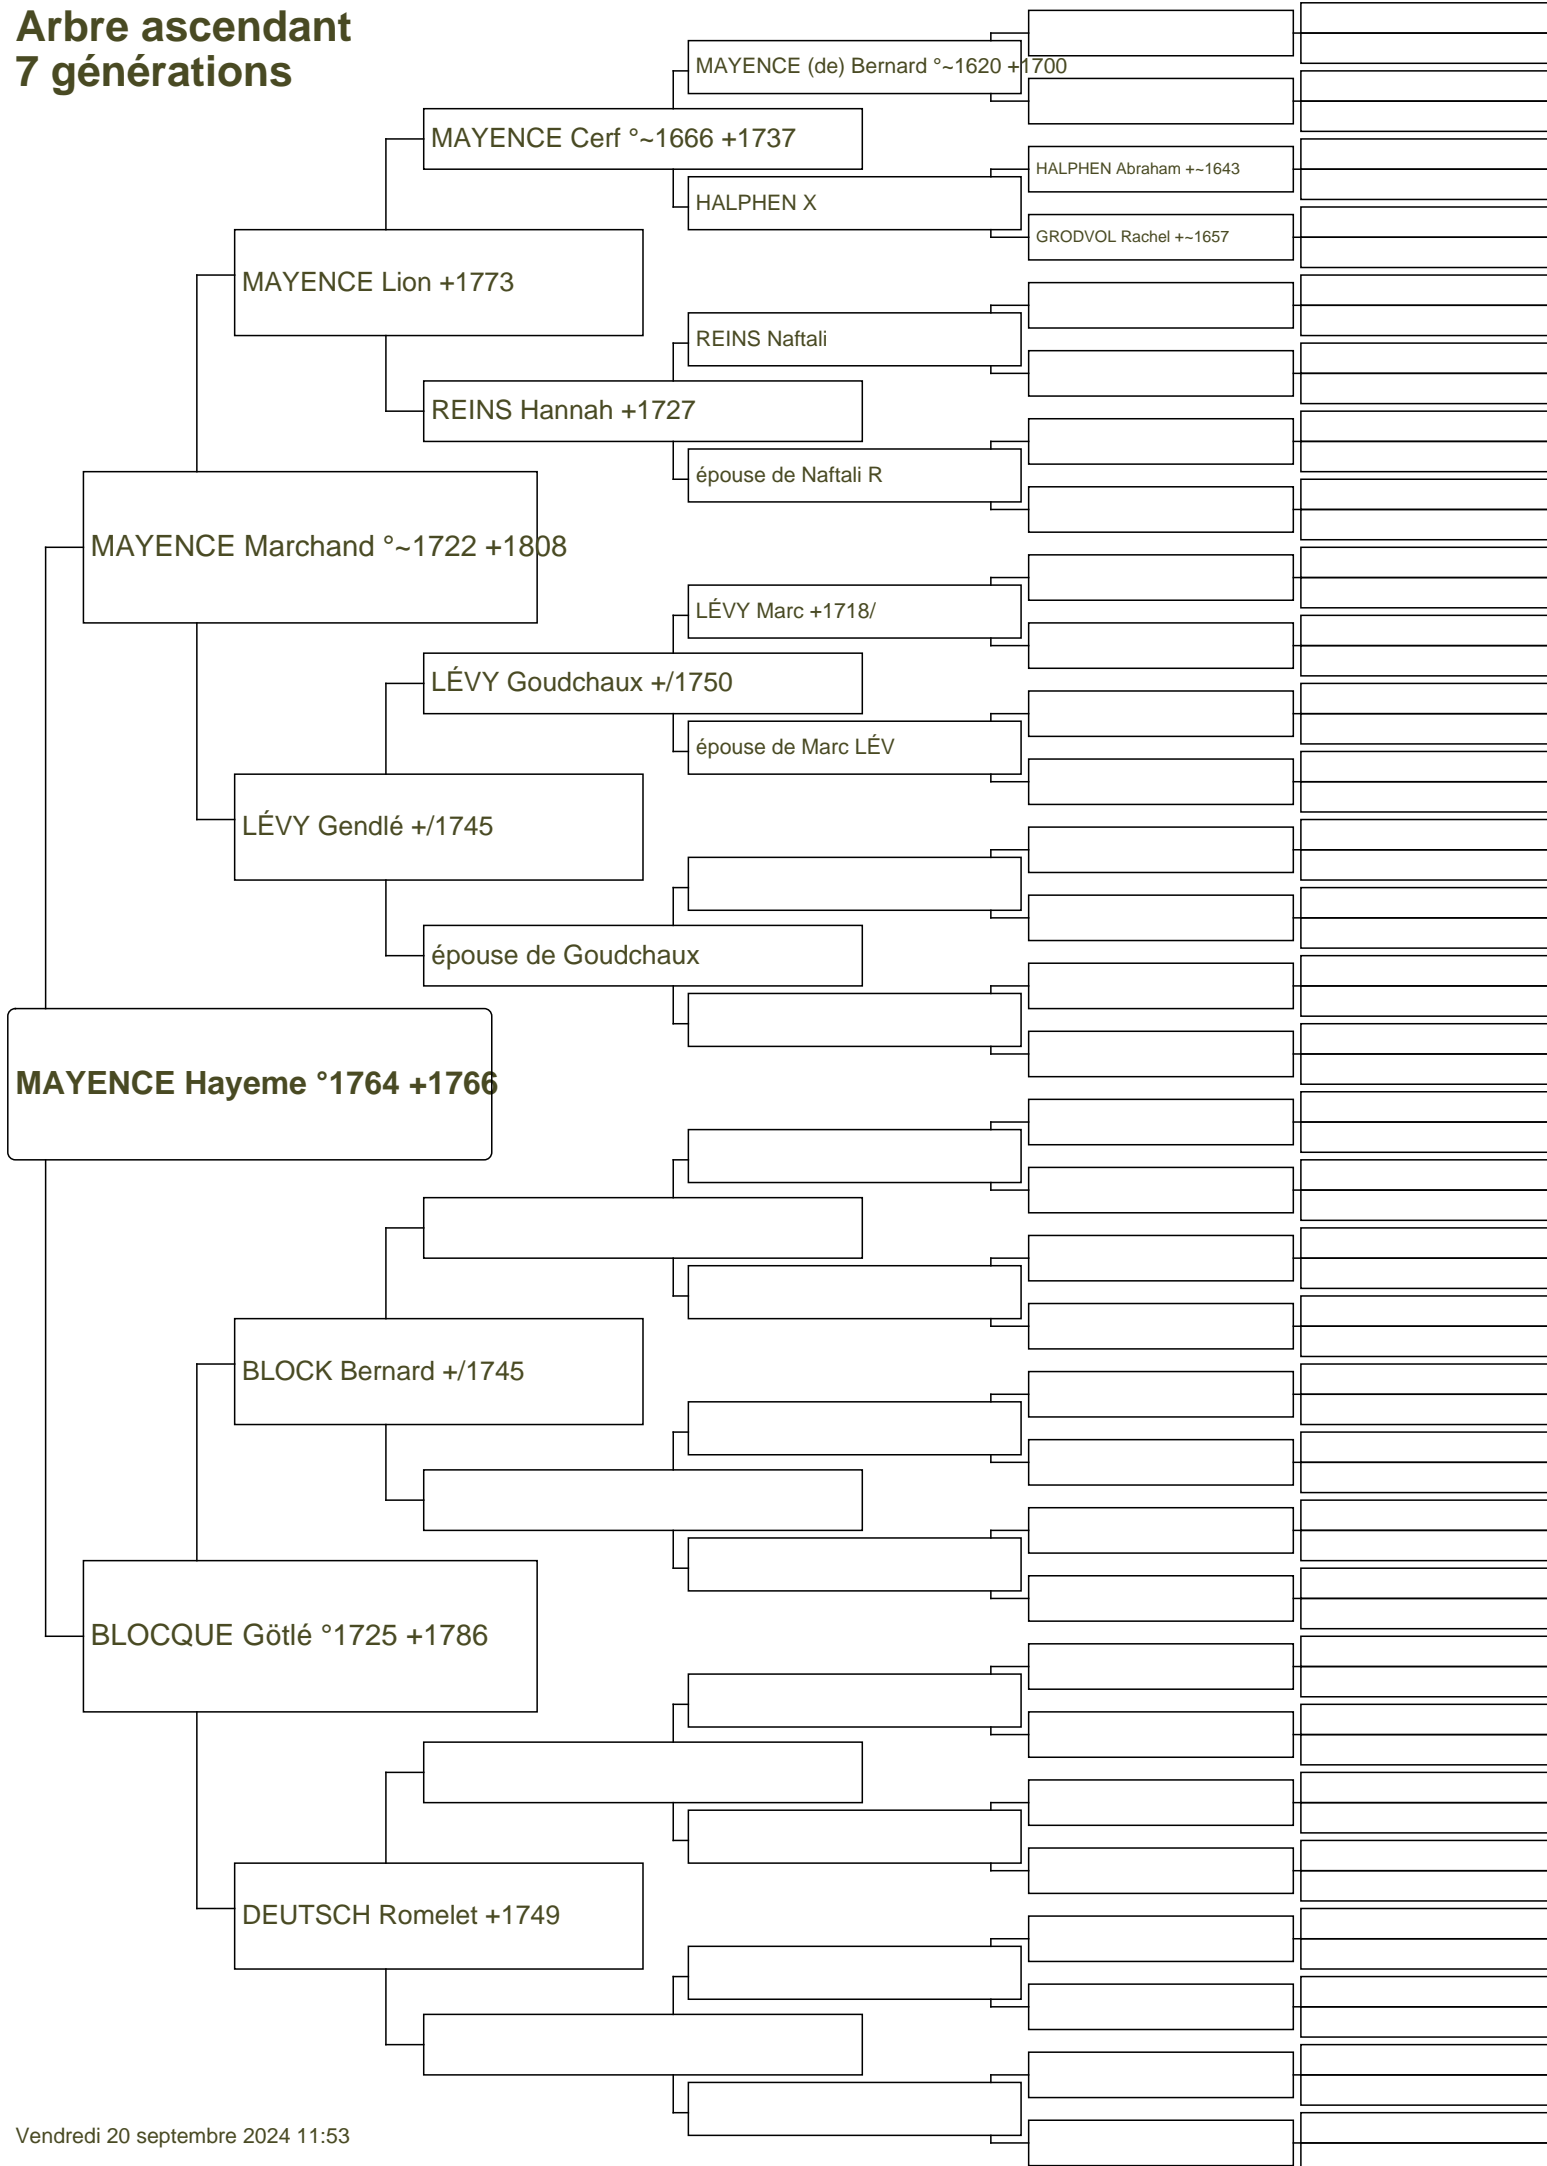 Arbre ascendant
7 générations
MAYENCE (de) Bernard °~1620 +1700
MAYENCE Cerf °~1666 +1737
HALPHEN Abraham +~1643
HALPHEN X
GRODVOL Rachel +~1657
MAYENCE Lion +1773
REINS Naftali
REINS Hannah +1727
épouse de Naftali R
MAYENCE Marchand °~1722 +1808
LÉVY Marc +1718/
LÉVY Goudchaux +/1750
épouse de Marc LÉV
LÉVY Gendlé +/1745
épouse de Goudchaux
MAYENCE Hayeme °1764 +1766
BLOCK Bernard +/1745
BLOCQUE Götlé °1725 +1786
DEUTSCH Romelet +1749
Vendredi 20 septembre 2024 11:53